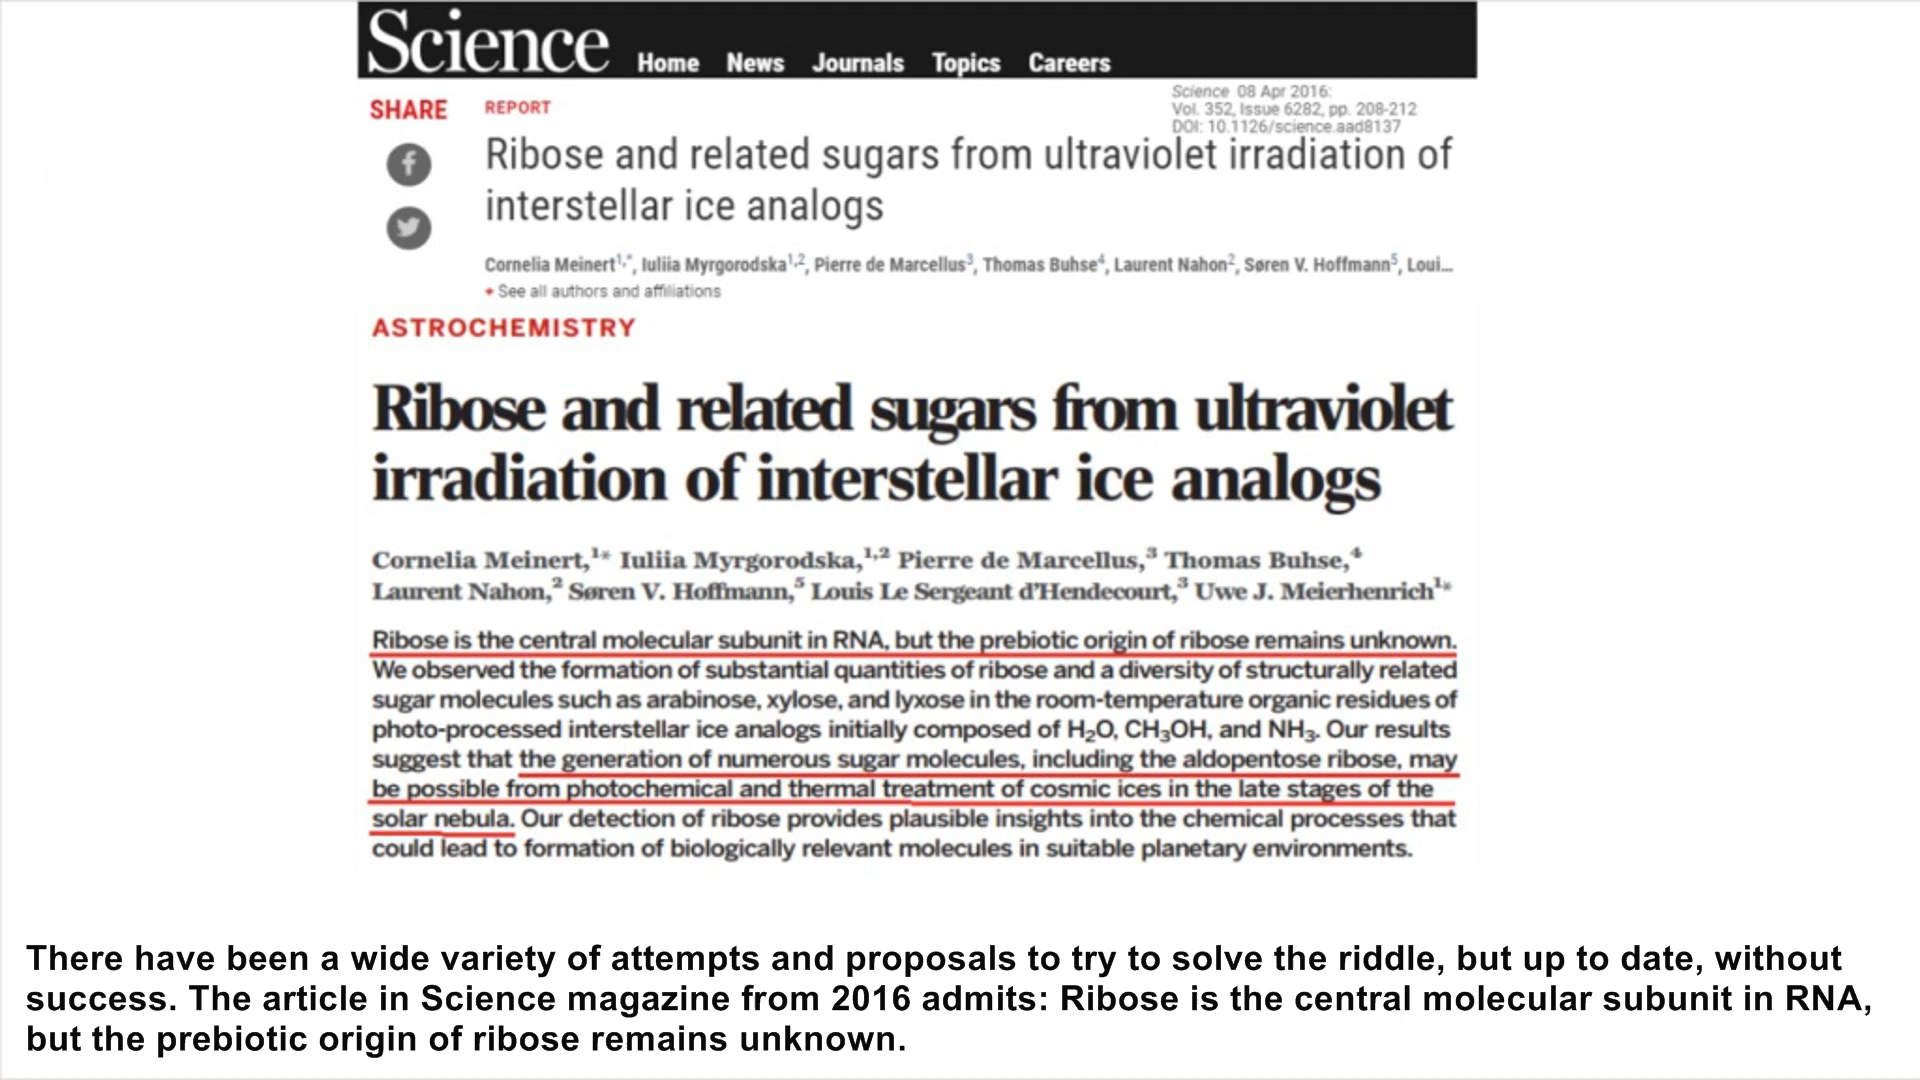 Science Home News Journals Topics Careers
SHARE
REPORT
Science 08 Apr 2016:
Vol. 352, Issue 6282, pp. 208-212
DOI: 10.1126/science.aad8137
Ribose and related sugars from ultraviolet irradiation of
interstellar ice analogs
Cornelia Meinert¹,*, Iuliia Myrgorodska¹,², Pierre de Marcellus³, Thomas Buhse⁴, Laurent Nahon², Søren V. Hoffmann⁵, Loui...
+ See all authors and affiliations
ASTROCHEMISTRY
Ribose and related sugars from ultraviolet
irradiation of interstellar ice analogs
Cornelia Meinert,¹* Iuliia Myrgorodska,¹,² Pierre de Marcellus,³ Thomas Buhse,⁴
Laurent Nahon,² Søren V. Hoffmann,⁵ Louis Le Sergeant d'Hendecourt,³ Uwe J. Meierhenrich¹*
Ribose is the central molecular subunit in RNA, but the prebiotic origin of ribose remains unknown.
We observed the formation of substantial quantities of ribose and a diversity of structurally related
sugar molecules such as arabinose, xylose, and lyxose in the room-temperature organic residues of
photo-processed interstellar ice analogs initially composed of H₂O, CH₃OH, and NH₃. Our results
suggest that the generation of numerous sugar molecules, including the aldopentose ribose, may
be possible from photochemical and thermal treatment of cosmic ices in the late stages of the
solar nebula. Our detection of ribose provides plausible insights into the chemical processes that
could lead to formation of biologically relevant molecules in suitable planetary environments.
There have been a wide variety of attempts and proposals to try to solve the riddle, but up to date, without
success. The article in Science magazine from 2016 admits: Ribose is the central molecular subunit in RNA,
but the prebiotic origin of ribose remains unknown.